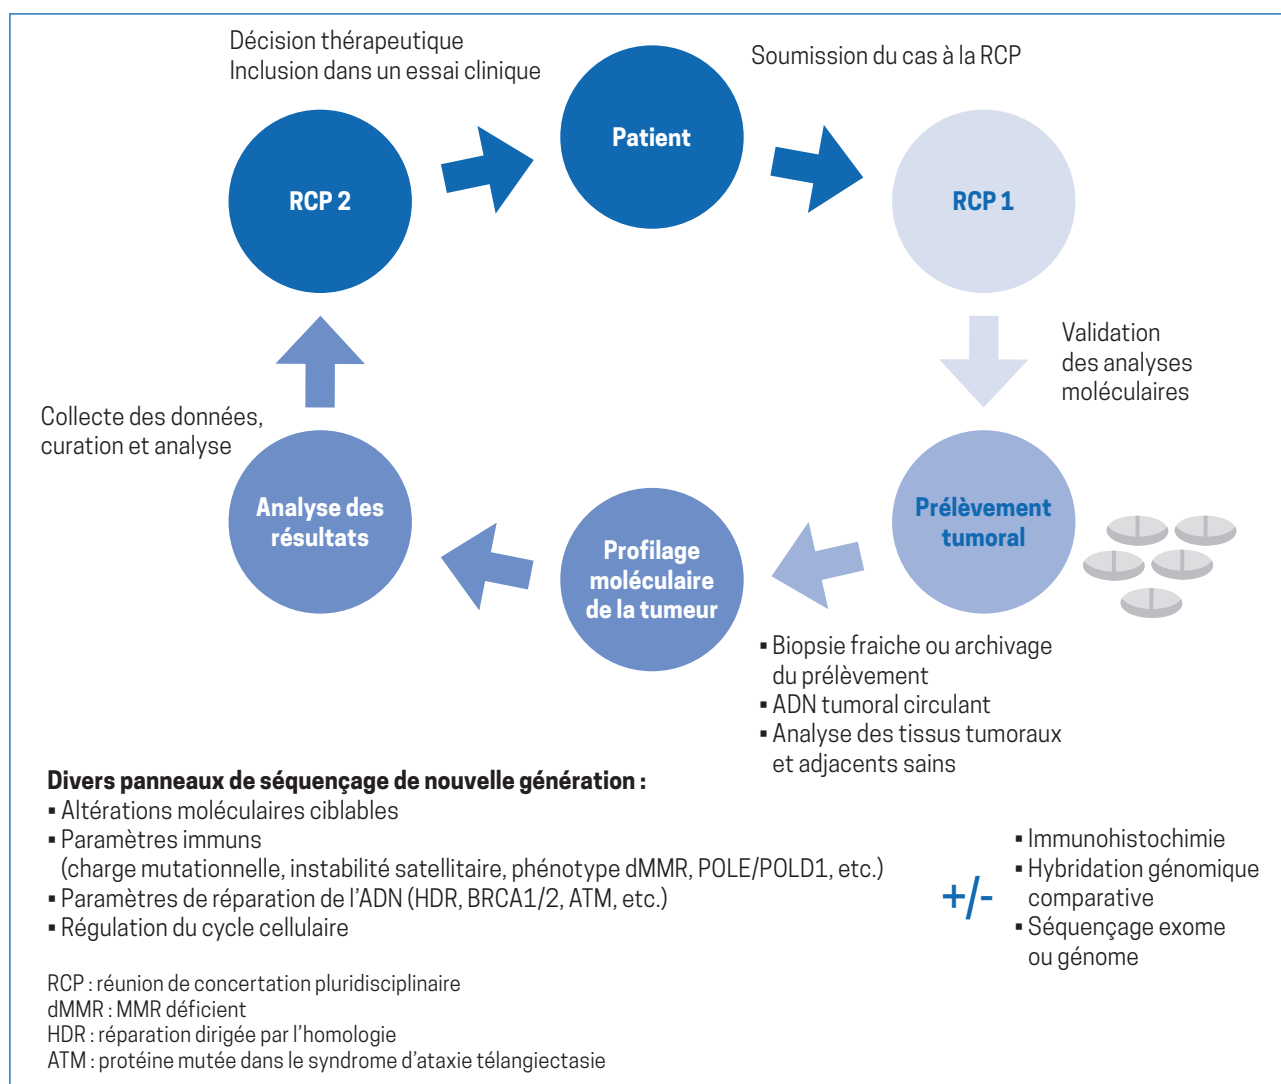 Décision thérapeutique
Inclusion dans un essai clinique
Patient
Soumission du cas à la RCP
RCP 2
RCP 1
Validation
des analyses
moléculaires
Collecte des données,
curation et analyse
Analyse des
résultats
Profilage
moléculaire
de la tumeur
Prélèvement
tumoral
▪ Biopsie fraiche ou archivage
du prélèvement
▪ ADN tumoral circulant
▪ Analyse des tissus tumoraux
et adjacents sains
Divers panneaux de séquençage de nouvelle génération :
▪ Altérations moléculaires ciblables
▪ Paramètres immuns
(charge mutationnelle, instabilité satellitaire, phénotype dMMR, POLE/POLD1, etc.)
▪ Paramètres de réparation de l’ADN (HDR, BRCA1/2, ATM, etc.)
▪ Régulation du cycle cellulaire
+/-
▪ Immunohistochimie
▪ Hybridation génomique
comparative
▪ Séquençage exome
ou génome
RCP : réunion de concertation pluridisciplinaire
dMMR : MMR déficient
HDR : réparation dirigée par l’homologie
ATM : protéine mutée dans le syndrome d’ataxie télangiectasie